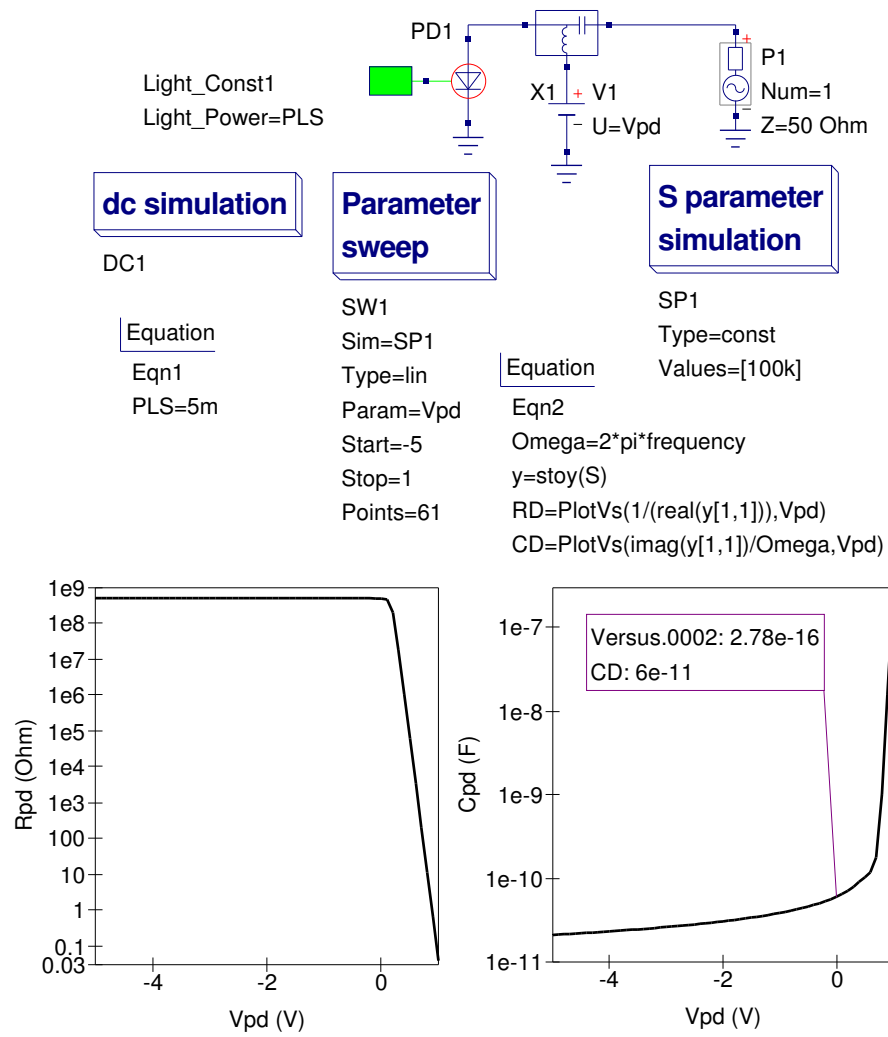 PD1
Light_Const1
Light_Power=PLS
X1
V1
U=Vpd
P1
Num=1
Z=50 Ohm
dc simulation
DC1
Equation
Eqn1
PLS=5m
Parameter
sweep
SW1
Sim=SP1
Type=lin
Param=Vpd
Start=-5
Stop=1
Points=61
S parameter
simulation
SP1
Type=const
Values=[100k]
Equation
Eqn2
Omega=2*pi*frequency
y=stoy(S)
RD=PlotVs(1/(real(y[1,1])),Vpd)
CD=PlotVs(imag(y[1,1])/Omega,Vpd)
1e9
1e8
1e7
1e6
1e5
1e4
1e3
100
10
1
0.1
0.03
Rpd (Ohm)
-4
-2
0
Vpd (V)
1e-7
1e-8
1e-9
1e-10
1e-11
Cpd (F)
Versus.0002: 2.78e-16
CD: 6e-11
-4
-2
0
Vpd (V)